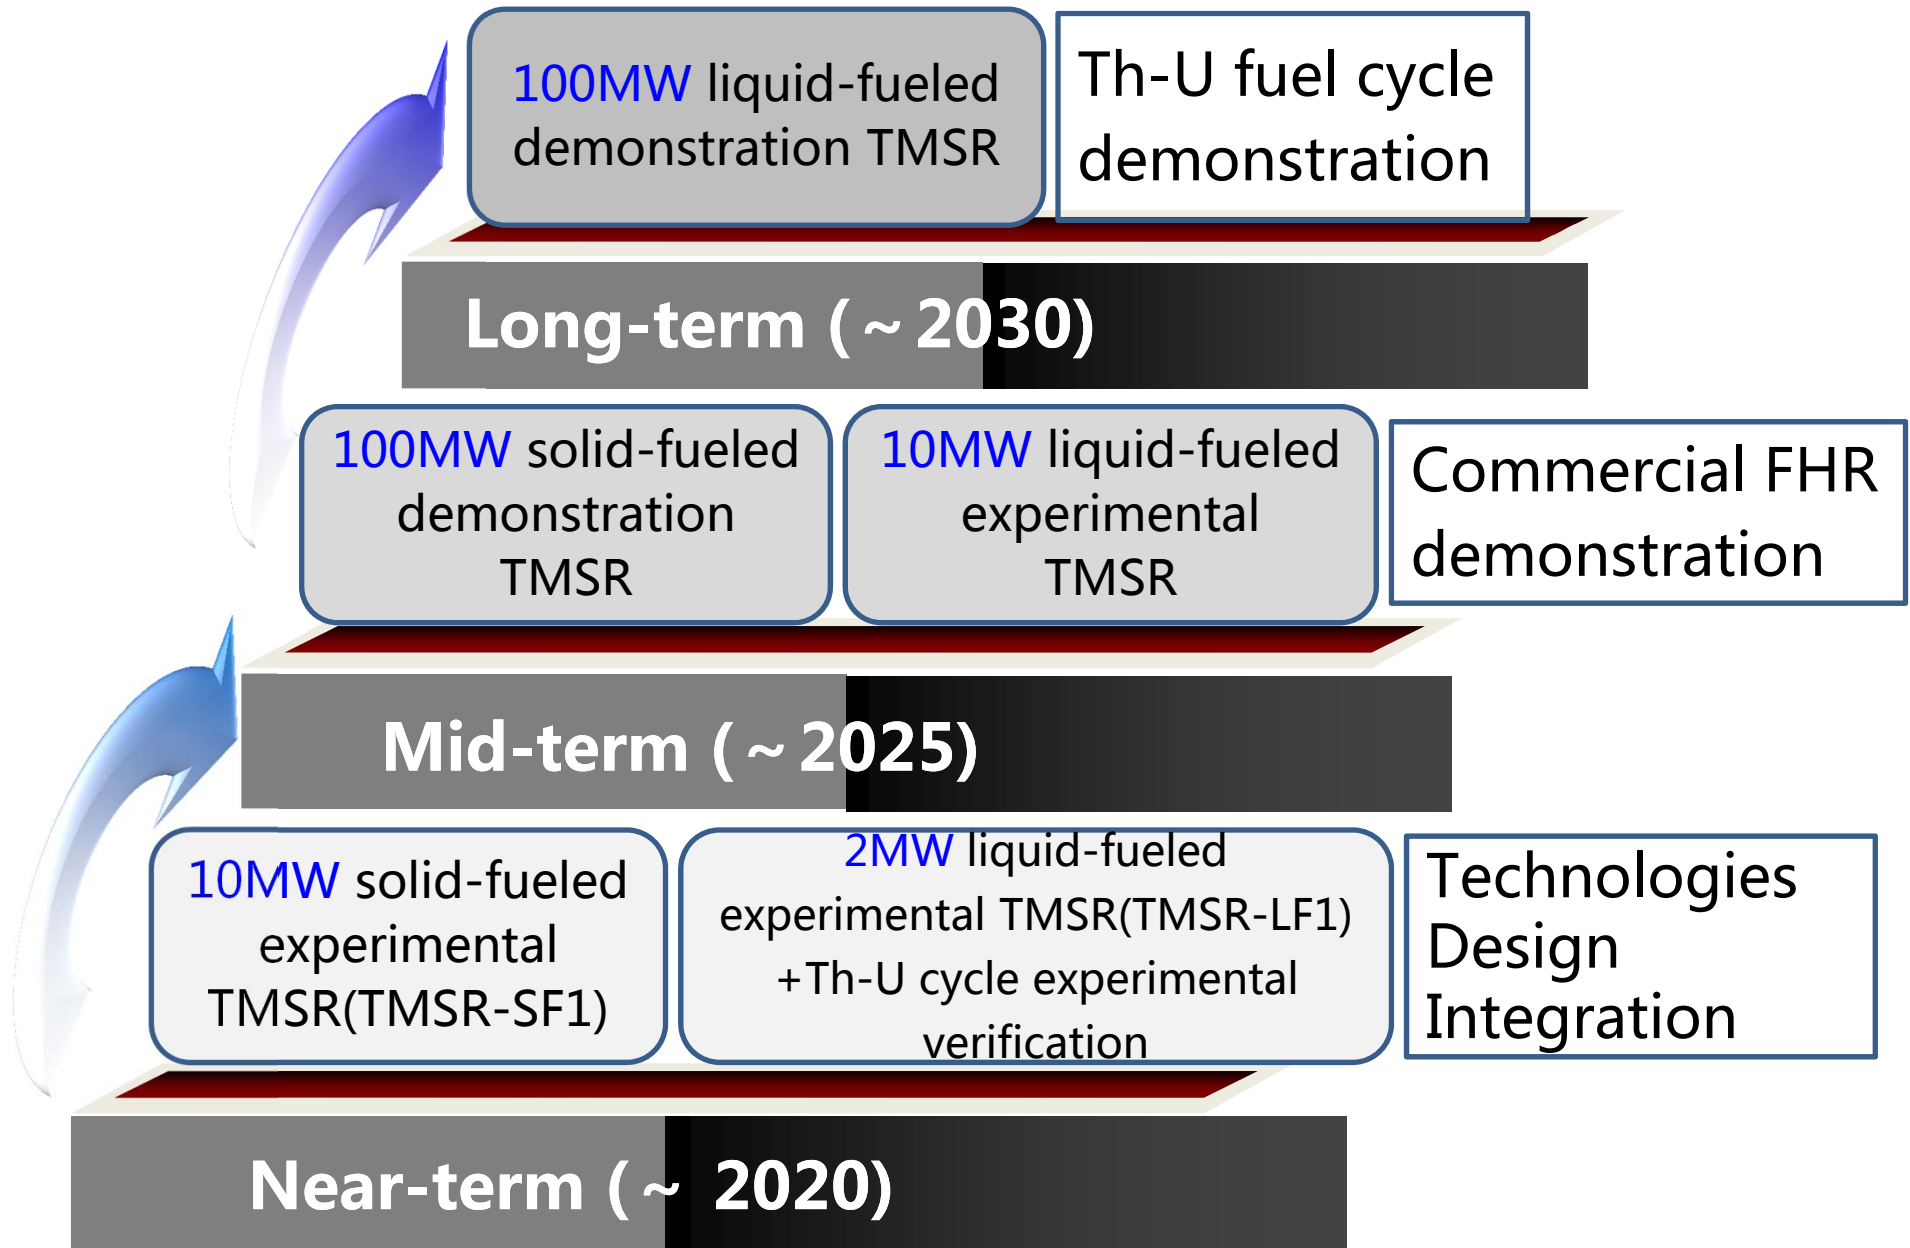 100MW liquid-fueled
demonstration TMSR
Th-U fuel cycle
demonstration
Long-term (~2030)
100MW solid-fueled
demonstration
TMSR
10MW liquid-fueled
experimental
TMSR
Commercial FHR
demonstration
Mid-term (~2025)
10MW solid-fueled
experimental
TMSR(TMSR-SF1)
2MW liquid-fueled
experimental TMSR(TMSR-LF1)
+Th-U cycle experimental
verification
Technologies
Design
Integration
Near-term (~ 2020)